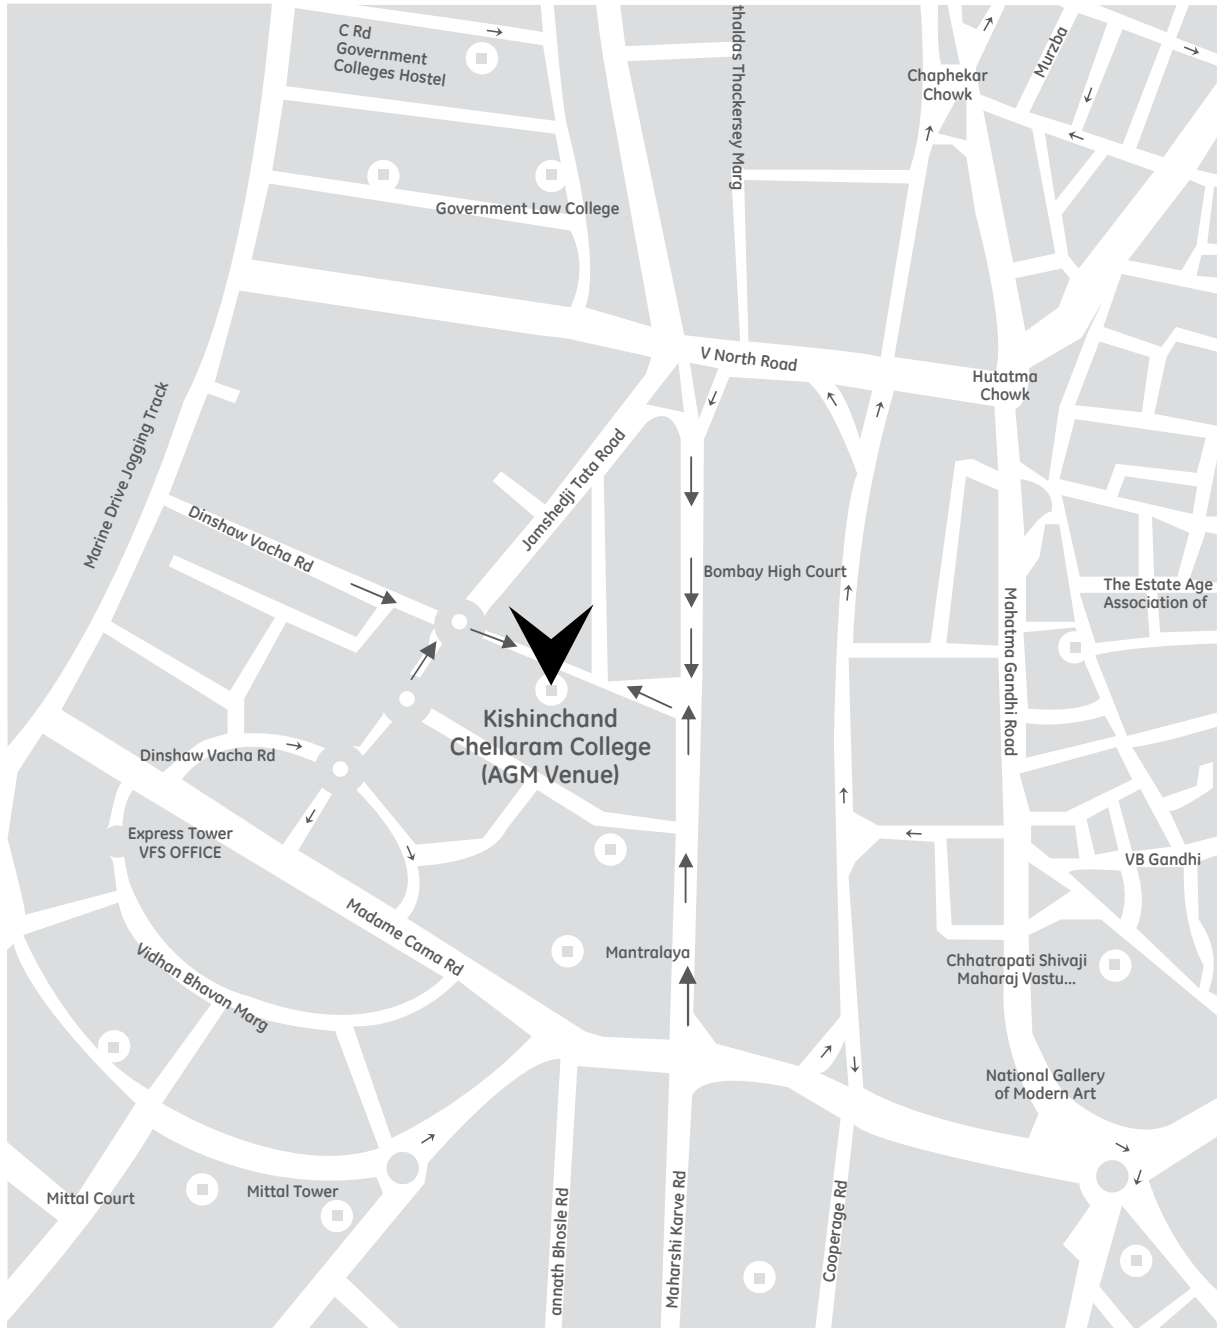 C Rd
Government
Colleges Hostel
thaldas Thackersey Marg
Chaphekar
Chowk
Murzba
Government Law College
V North Road
Hutatma
Chowk
Marine Drive Jogging Track
Jamshedji Tata Road
Dinshaw Vacha Rd
Bombay High Court
The Estate Age
Association of
Mahatma Gandhi Road
Kishinchand
Chellaram College
(AGM Venue)
Dinshaw Vacha Rd
Express Tower
VFS OFFICE
VB Gandhi
Madame Cama Rd
Mantralaya
Vidhan Bhavan Marg
Chhatrapati Shivaji
Maharaj Vastu...
National Gallery
of Modern Art
Mittal Court
Mittal Tower
annath Bhosle Rd
Maharshi Karve Rd
Cooperage Rd